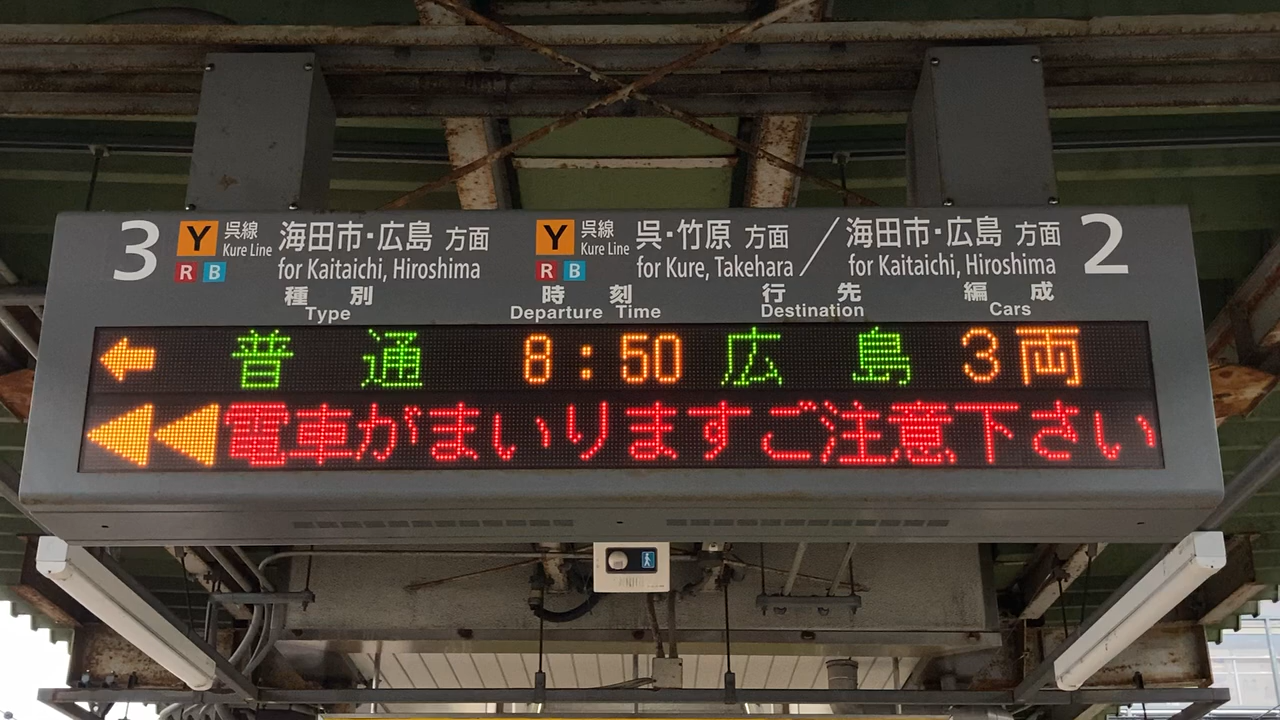 3 Y 呉線 Kure Line R B 海田市・広島 方面 for Kaitaichi, Hiroshima
Y 呉線 Kure Line R B 呉・竹原 方面 for Kure, Takehara / 海田市・広島 方面 for Kaitaichi, Hiroshima 2
種別 時刻 行先 編成
Type Departure Time Destination Cars
← 普通 8:50 広島 3両
◀◀電車がまいりますご注意下さい